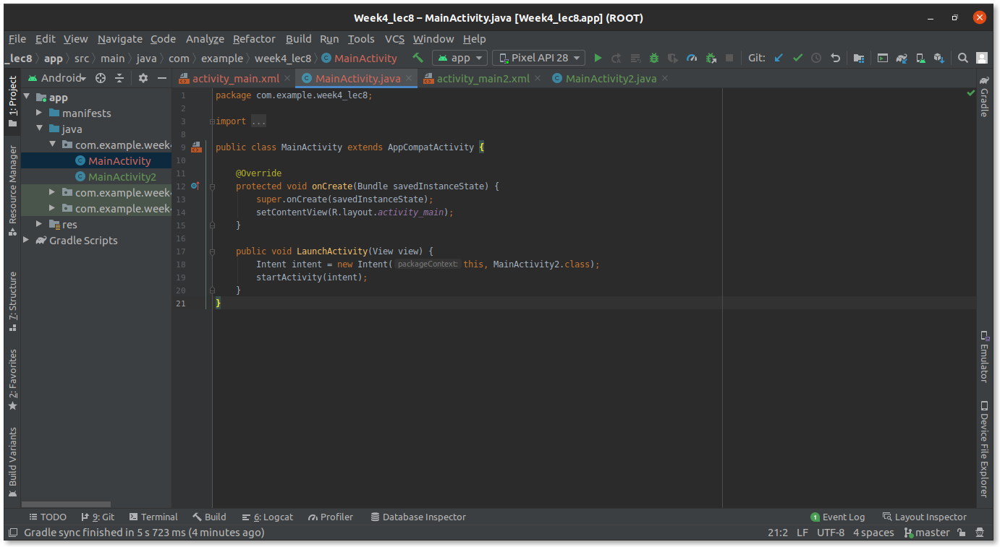 Week4_lec8 – MainActivity.java [Week4_lec8.app] (ROOT)
File Edit View Navigate Code Analyze Refactor Build Run Tools VCS Window Help
_lec8 app src main java com example week4_lec8 MainActivity app Pixel API 28 Git:
Android activity_main.xml MainActivity.java activity_main2.xml MainActivity2.java
1: Project
Resource Manager
7: Structure
2: Favorites
Build Variants
app
manifests
java
com.example.week
MainActivity
MainActivity2
com.example.week
com.example.week
res
Gradle Scripts
1 package com.example.week4_lec8;
2
3 import ...
8
9 public class MainActivity extends AppCompatActivity {
10
11 @Override
12 protected void onCreate(Bundle savedInstanceState) {
13 super.onCreate(savedInstanceState);
14 setContentView(R.layout.activity_main);
15 }
16
17 public void LaunchActivity(View view) {
18 Intent intent = new Intent( packageContext: this, MainActivity2.class);
19 startActivity(intent);
20 }
21 }
Gradle
Emulator
Device File Explorer
TODO 9: Git Terminal Build 6: Logcat Profiler Database Inspector 1 Event Log Layout Inspector
Gradle sync finished in 5 s 723 ms (4 minutes ago) 21:2 LF UTF-8 4 spaces master